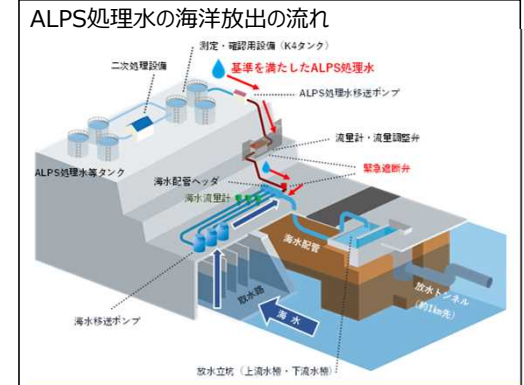 ALPS処理水の海洋放出の流れ
測定・確認用設備（K4タンク）
二次処理設備
基準を満たしたALPS処理水
ALPS処理水移送ポンプ
流量計・流量調整弁
ALPS処理水等タンク
緊急遮断弁
海水配管ヘッダ
海水流量計
海水配管
放水トンネル
（約1km先）
取水路
海水
海水移送ポンプ
放水立坑（上流水槽・下流水槽）